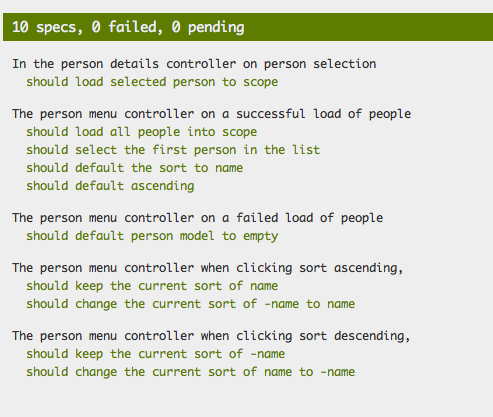 10 specs, 0 failed, 0 pending
In the person details controller on person selection
should load selected person to scope
The person menu controller on a successful load of people
should load all people into scope
should select the first person in the list
should default the sort to name
should default ascending
The person menu controller on a failed load of people
should default person model to empty
The person menu controller when clicking sort ascending,
should keep the current sort of name
should change the current sort of -name to name
The person menu controller when clicking sort descending,
should keep the current sort of -name
should change the current sort of name to -name